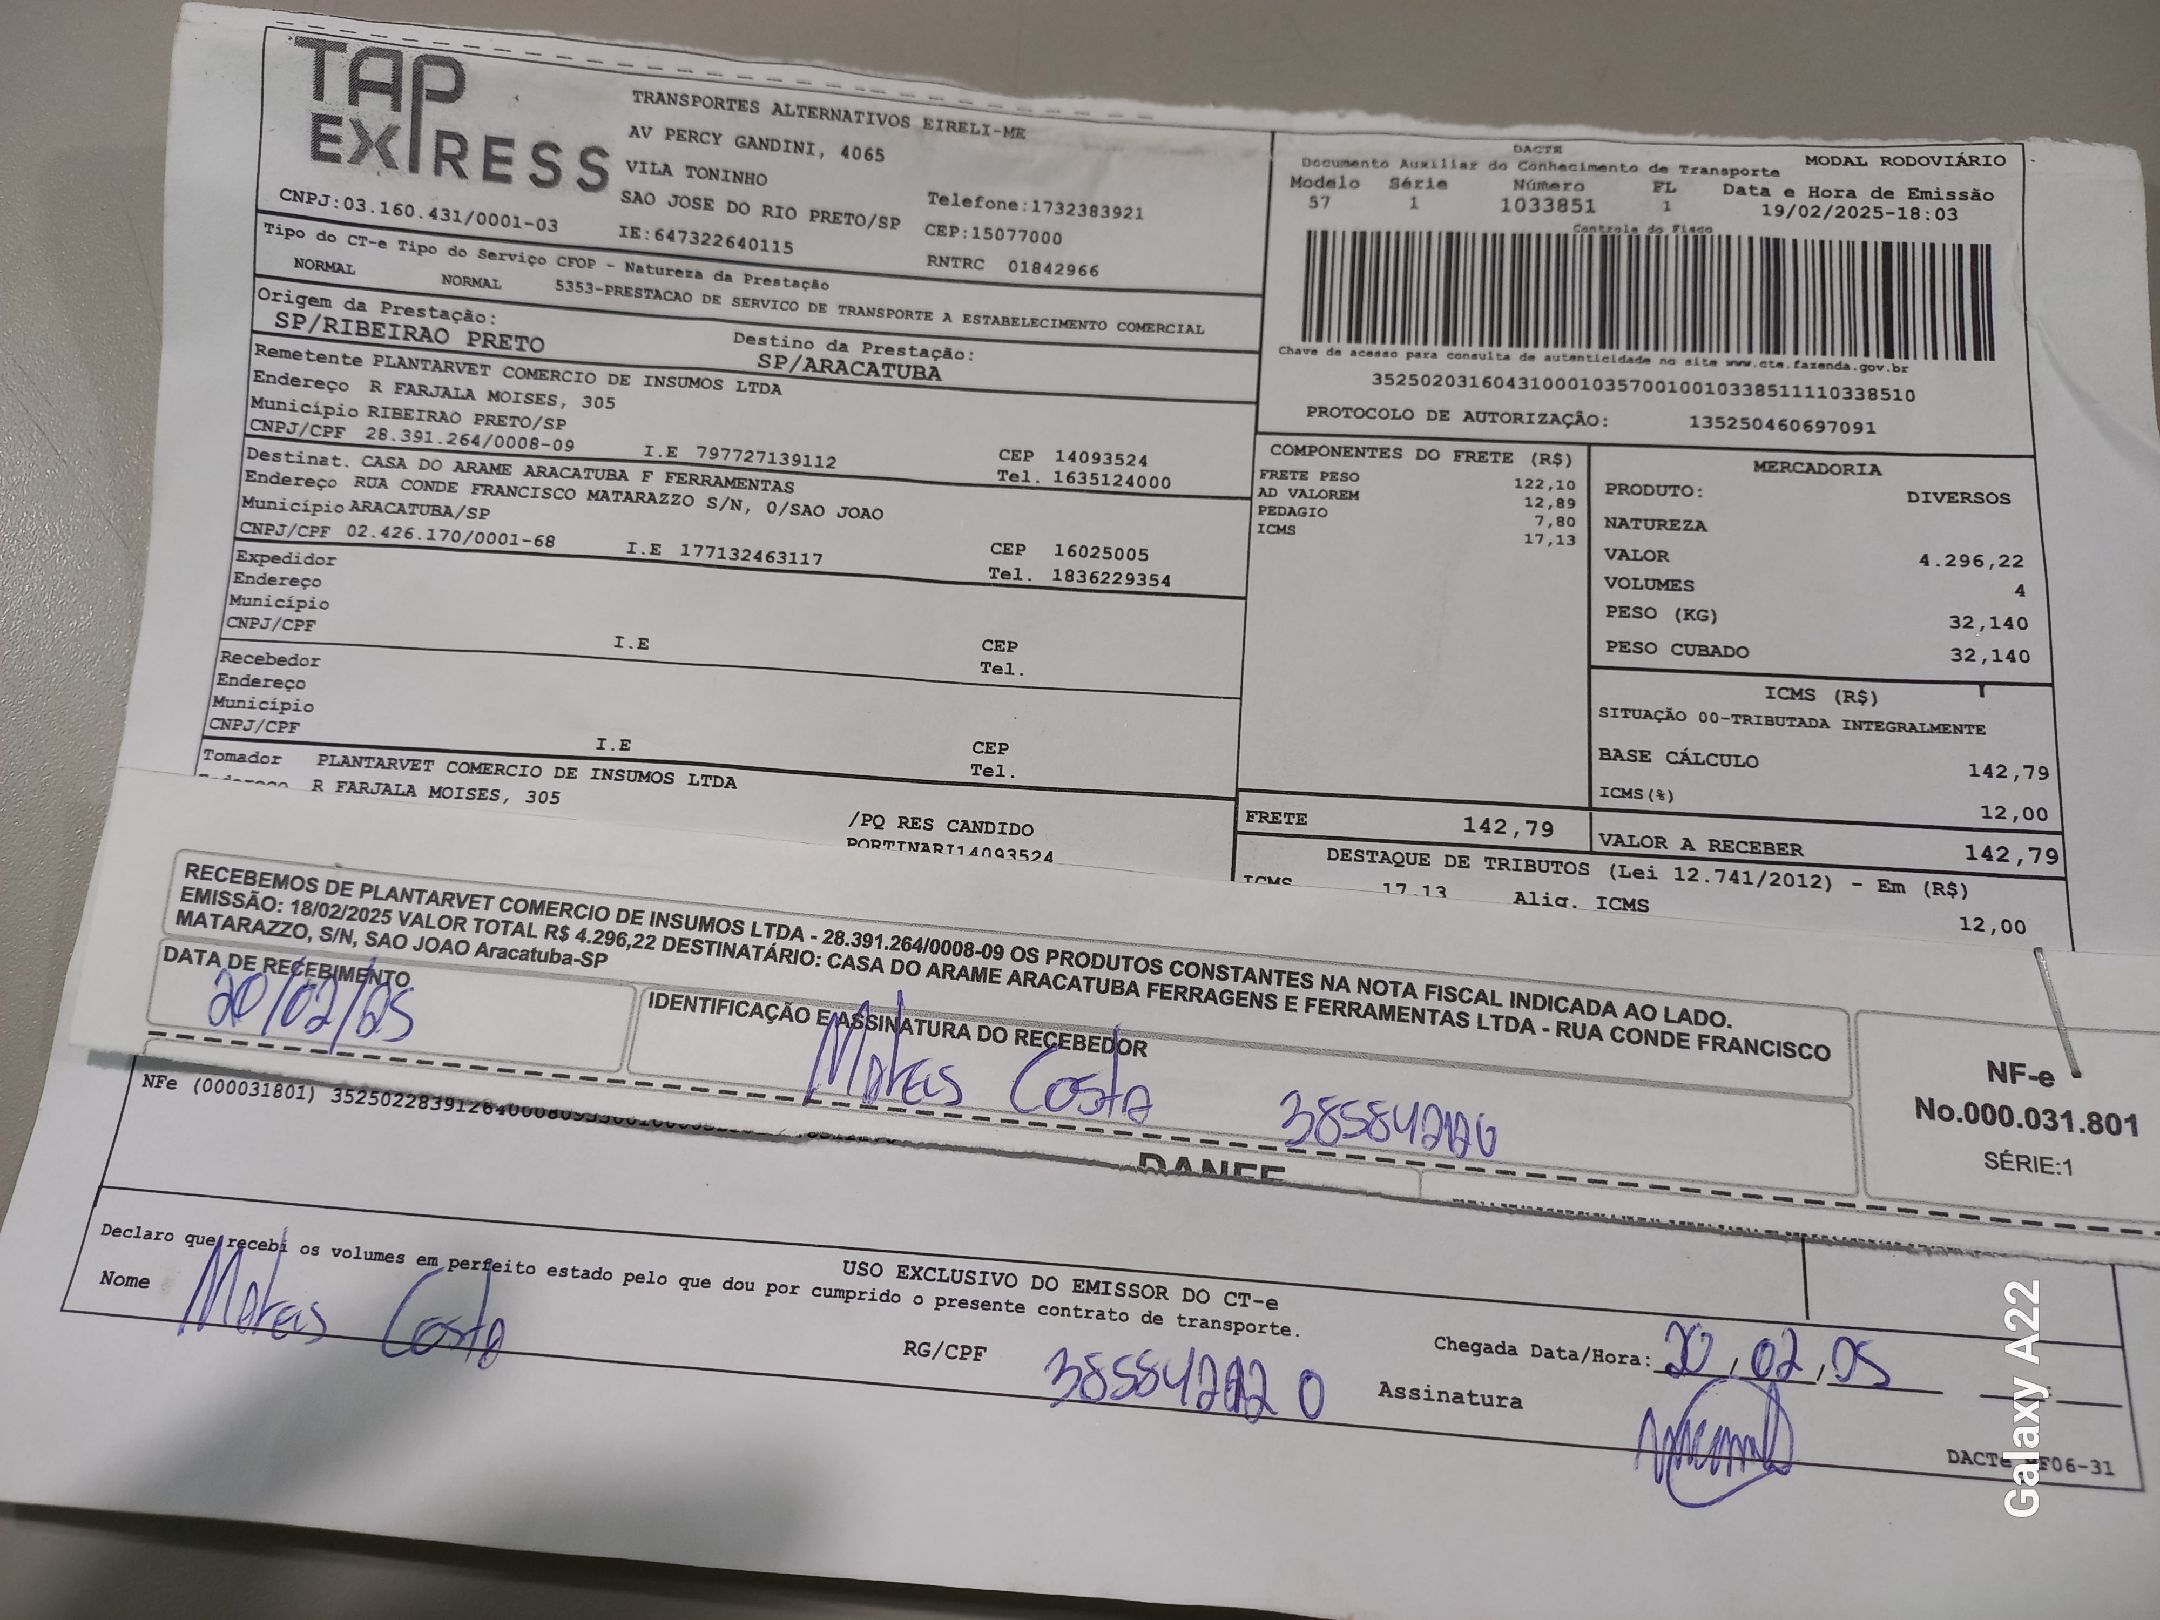 TAP EXPRESS
TRANSPORTES ALTERNATIVOS EIRELI-ME
AV PERCY GANDINI, 4065
VILA TONINHO
SAO JOSE DO RIO PRETO/SP
Telefone:1732383921
CNPJ:03.160.431/0001-03
IE:647322640115
CEP:15077000
RNTRC 01842966
Tipo do CT-e Tipo do Serviço CFOP - Natureza da Prestação
NORMAL NORMAL 5353-PRESTACAO DE SERVICO DE TRANSPORTE A ESTABELECIMENTO COMERCIAL
Origem da Prestação:
SP/RIBEIRAO PRETO
Destino da Prestação:
SP/ARACATUBA
Remetente PLANTARVET COMERCIO DE INSUMOS LTDA
Endereço R FARJALA MOISES, 305
Município RIBEIRAO PRETO/SP
CNPJ/CPF 28.391.264/0008-09 I.E 797727139112
CEP 14093524
Tel. 1635124000
Destinat. CASA DO ARAME ARACATUBA F FERRAMENTAS
Endereço RUA CONDE FRANCISCO MATARAZZO S/N, 0/SAO JOAO
Município ARACATUBA/SP
CNPJ/CPF 02.426.170/0001-68 I.E 177132463117
CEP 16025005
Tel. 1836229354
Expedidor
Endereço
Município
CNPJ/CPF
I.E
CEP
Tel.
Recebedor
Endereço
Município
CNPJ/CPF
I.E
CEP
Tel.
Tomador PLANTARVET COMERCIO DE INSUMOS LTDA
R FARJALA MOISES, 305
/PQ RES CANDIDO
PORTINARI14093524
DACTE
Documento Auxiliar do Conhecimento de Transporte
MODAL RODOVIÁRIO
Modelo Série Número FL Data e Hora de Emissão
57 1 1033851 1 19/02/2025-18:03
Controle do Fisco
Chave de acesso para consulta de autenticidade no site www.cte.fazenda.gov.br
35250203160431000103570010010338511110338510
PROTOCOLO DE AUTORIZAÇÃO: 135250460697091
COMPONENTES DO FRETE (R$)
FRETE PESO 122,10
AD VALOREM 12,89
PEDAGIO 7,80
ICMS 17,13
MERCADORIA
PRODUTO: DIVERSOS
NATUREZA
VALOR 4.296,22
VOLUMES 4
PESO (KG) 32,140
PESO CUBADO 32,140
ICMS (R$)
SITUAÇÃO 00-TRIBUTADA INTEGRALMENTE
BASE CÁLCULO 142,79
ICMS(%) 12,00
FRETE 142,79
VALOR A RECEBER 142,79
DESTAQUE DE TRIBUTOS (Lei 12.741/2012) - Em (R$)
ICMS 17,13 Aliq. ICMS 12,00
RECEBEMOS DE PLANTARVET COMERCIO DE INSUMOS LTDA - 28.391.264/0008-09 OS PRODUTOS CONSTANTES NA NOTA FISCAL INDICADA AO LADO.
EMISSÃO: 18/02/2025 VALOR TOTAL R$ 4.296,22 DESTINATÁRIO: CASA DO ARAME ARACATUBA FERRAGENS E FERRAMENTAS LTDA - RUA CONDE FRANCISCO
MATARAZZO, S/N, SAO JOAO Aracatuba-SP
DATA DE RECEBIMENTO
20/02/25
IDENTIFICAÇÃO E ASSINATURA DO RECEBEDOR
Costa
NF-e
No.000.031.801
SÉRIE:1
NFe (000031801)
DANFE
USO EXCLUSIVO DO EMISSOR DO CT-e
Declaro que recebi os volumes em perfeito estado pelo que dou por cumprido o presente contrato de transporte.
Nome Costa
RG/CPF
Chegada Data/Hora: 20,02,
Assinatura
DACTe
F06-31
Galaxy A22